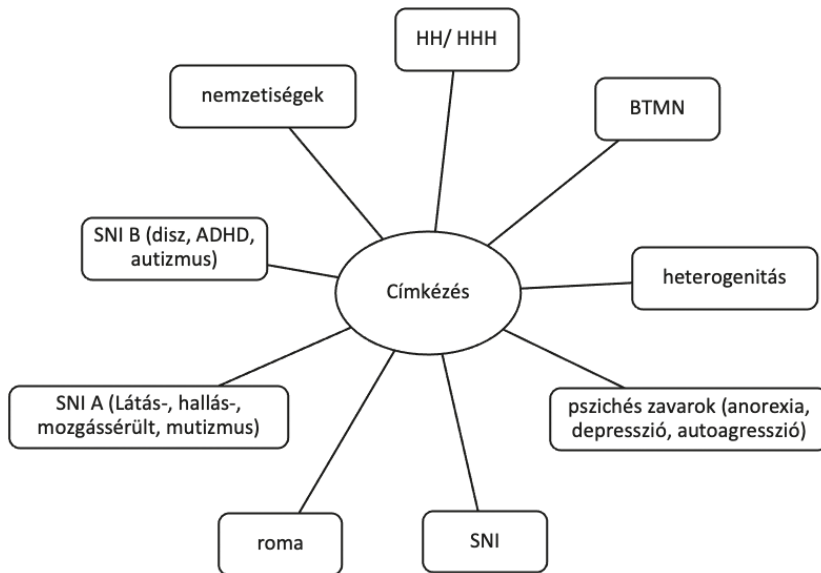 HH/ HHH
nemzetiségek
BTMN
SNI B (disz, ADHD,
autizmus)
Címkézés
heterogenitás
SNI A (Látás-, hallás-,
mozgássérült, mutizmus)
pszichés zavarok (anorexia,
depresszió, autoagresszió)
roma
SNI